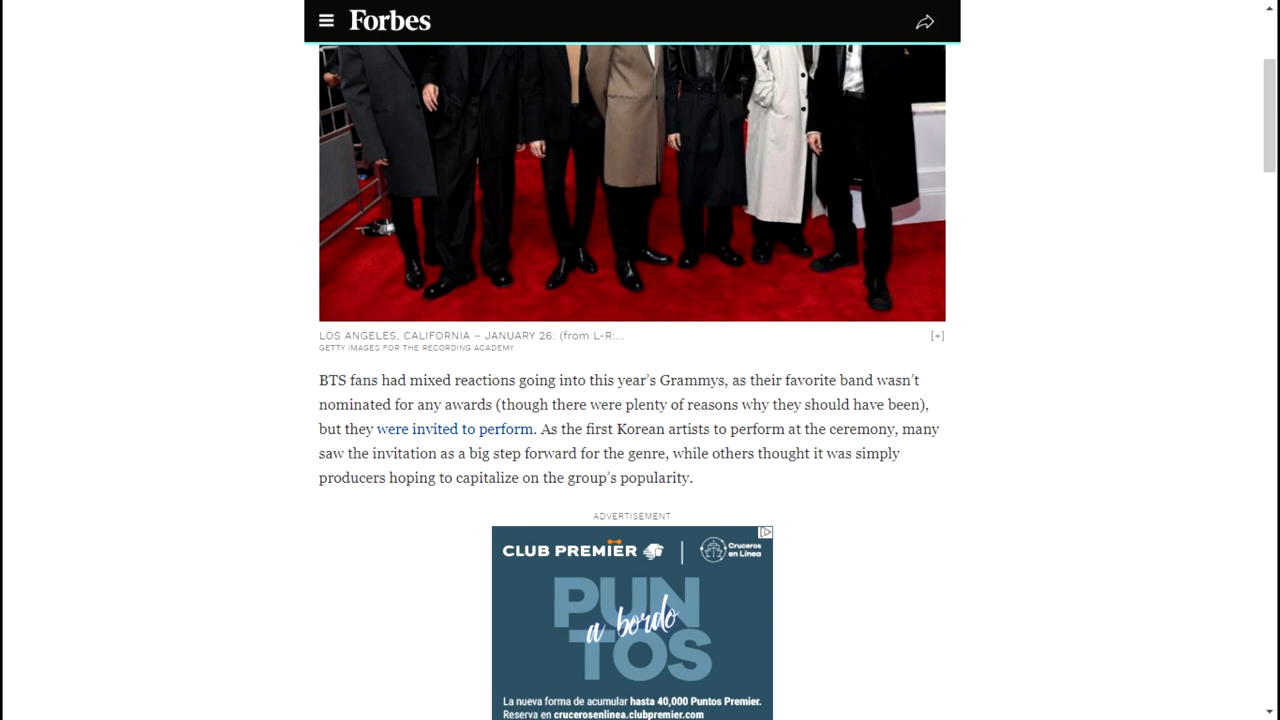 Forbes
LOS ANGELES, CALIFORNIA – JANUARY 26: (from L-R:... [+]
GETTY IMAGES FOR THE RECORDING ACADEMY
BTS fans had mixed reactions going into this year’s Grammys, as their favorite band wasn’t
nominated for any awards (though there were plenty of reasons why they should have been),
but they were invited to perform. As the first Korean artists to perform at the ceremony, many
saw the invitation as a big step forward for the genre, while others thought it was simply
producers hoping to capitalize on the group’s popularity.
ADVERTISEMENT
CLUB PREMIER | Cruceros
en Línea
PUN
a bordo
TOS
La nueva forma de acumular hasta 40,000 Puntos Premier.
Reserva en crucerosenlinea.clubpremier.com